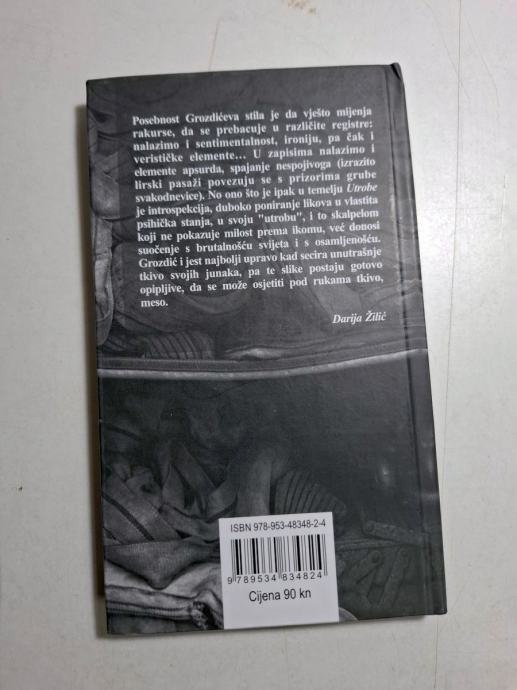 Posebnost Grozdićeva stila je da vješto mijenja
rakurse, da se prebacuje u različite registre:
nalazimo i sentimentalnost, ironiju, pa čak i
verističke elemente... U zapisima nalazimo i
elemente apsurda, spajanje nespojivoga (izrazito
lirski pasaži povezuju se s prizorima grube
svakodnevice). No ono što je ipak u temelju Utrobe
je introspekcija, duboko poniranje likova u vlastita
psihička stanja, u svoju "utrobu", i to skalpelom
koji ne pokazuje milost prema ikomu, već donosi
suočenje s brutalnošću svijeta i s osamljenošću.
Grozdić i jest najbolji upravo kad secira unutrašnje
tkivo svojih junaka, pa te slike postaju gotovo
opipljive, da se može osjetiti pod rukama tkivo,
meso.
Darija Žilić
ISBN 978-953-48348-2-4
9 789534 834824
Cijena 90 kn